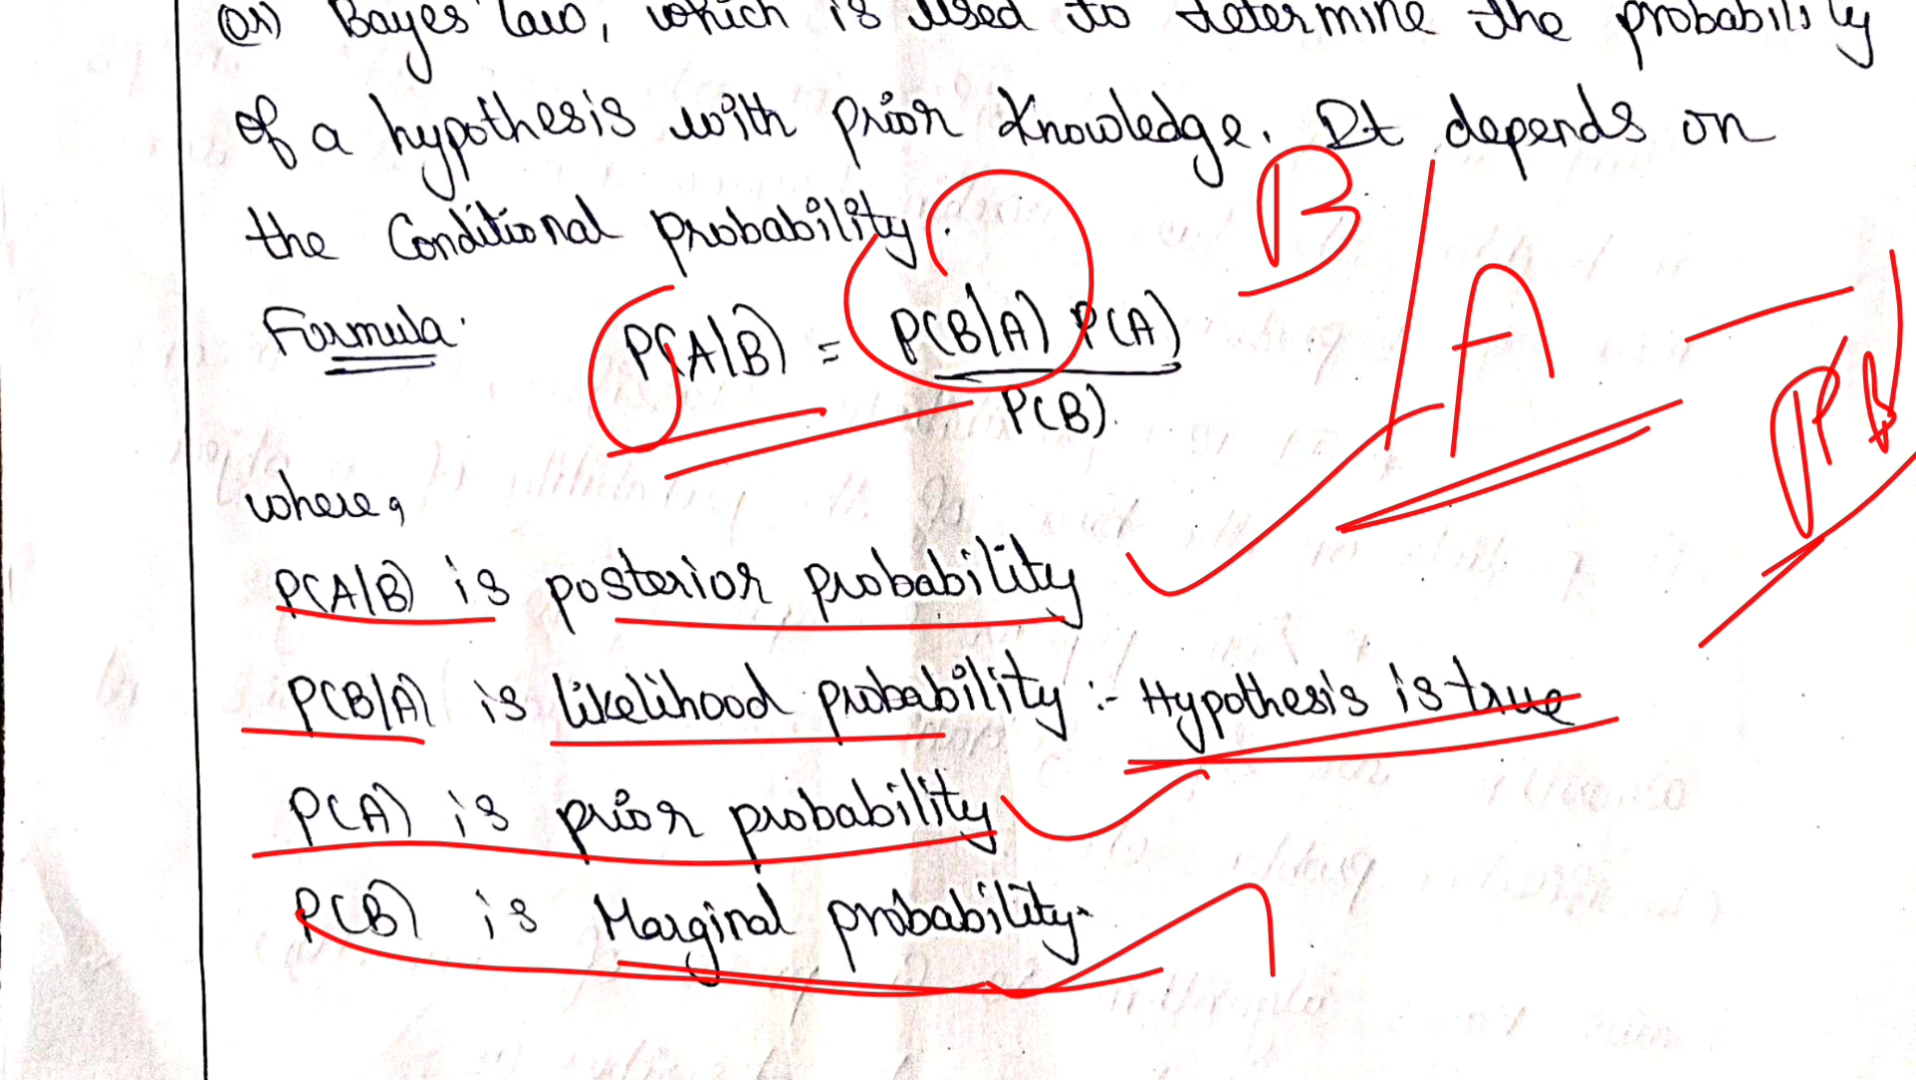 (or) Bayes' law, which is used to determine the probability
of a hypothesis with prior Knowledge. It depends on
the Conditional probability.
B/A
Formula:
P(A|B) = P(B|A) P(A)
P(B).
where,
P(A|B) is posterior probability
P(B|A) is likelihood probability :- Hypothesis is true
P(A) is prior probability
P(B) is Marginal probability.